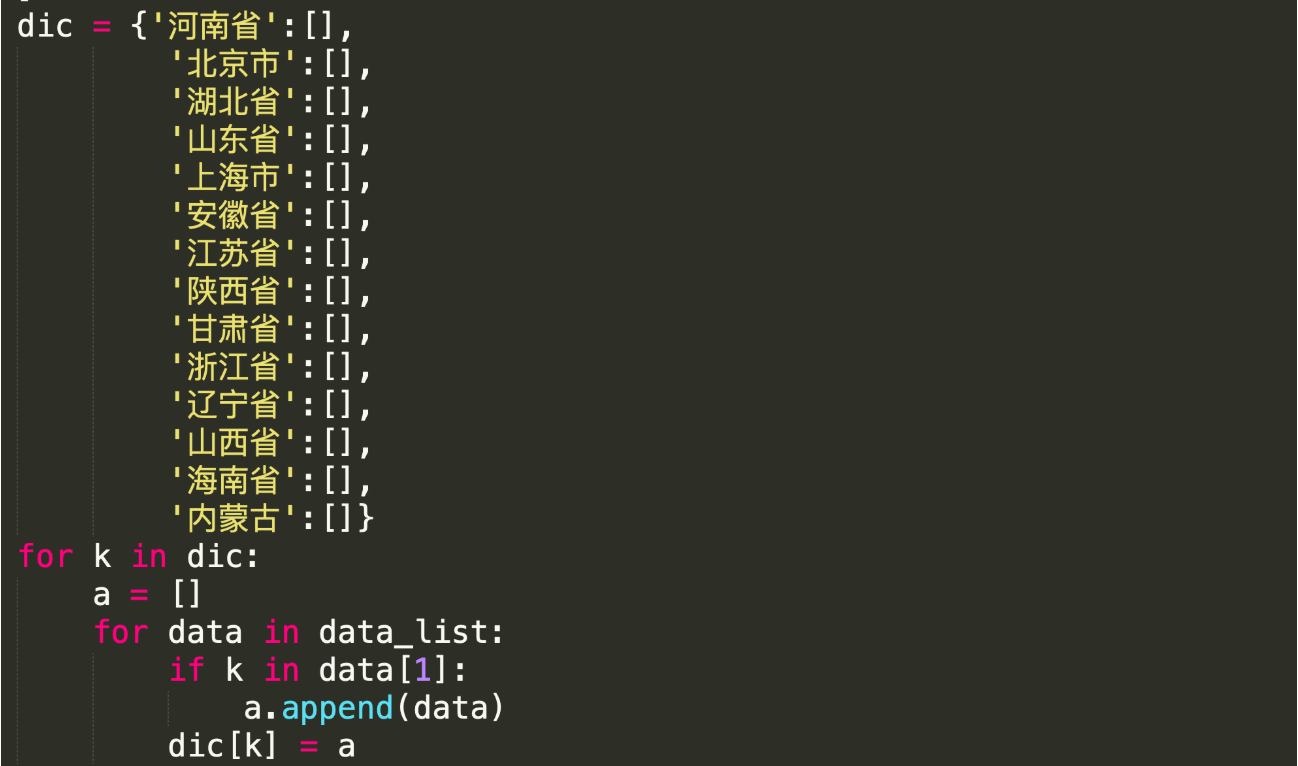 dic = {'河南省':[],
        '北京市':[],
        '湖北省':[],
        '山东省':[],
        '上海市':[],
        '安徽省':[],
        '江苏省':[],
        '陕西省':[],
        '甘肃省':[],
        '浙江省':[],
        '辽宁省':[],
        '山西省':[],
        '海南省':[],
        '内蒙古':[]}
for k in dic:
    a = []
    for data in data_list:
        if k in data[1]:
            a.append(data)
        dic[k] = a